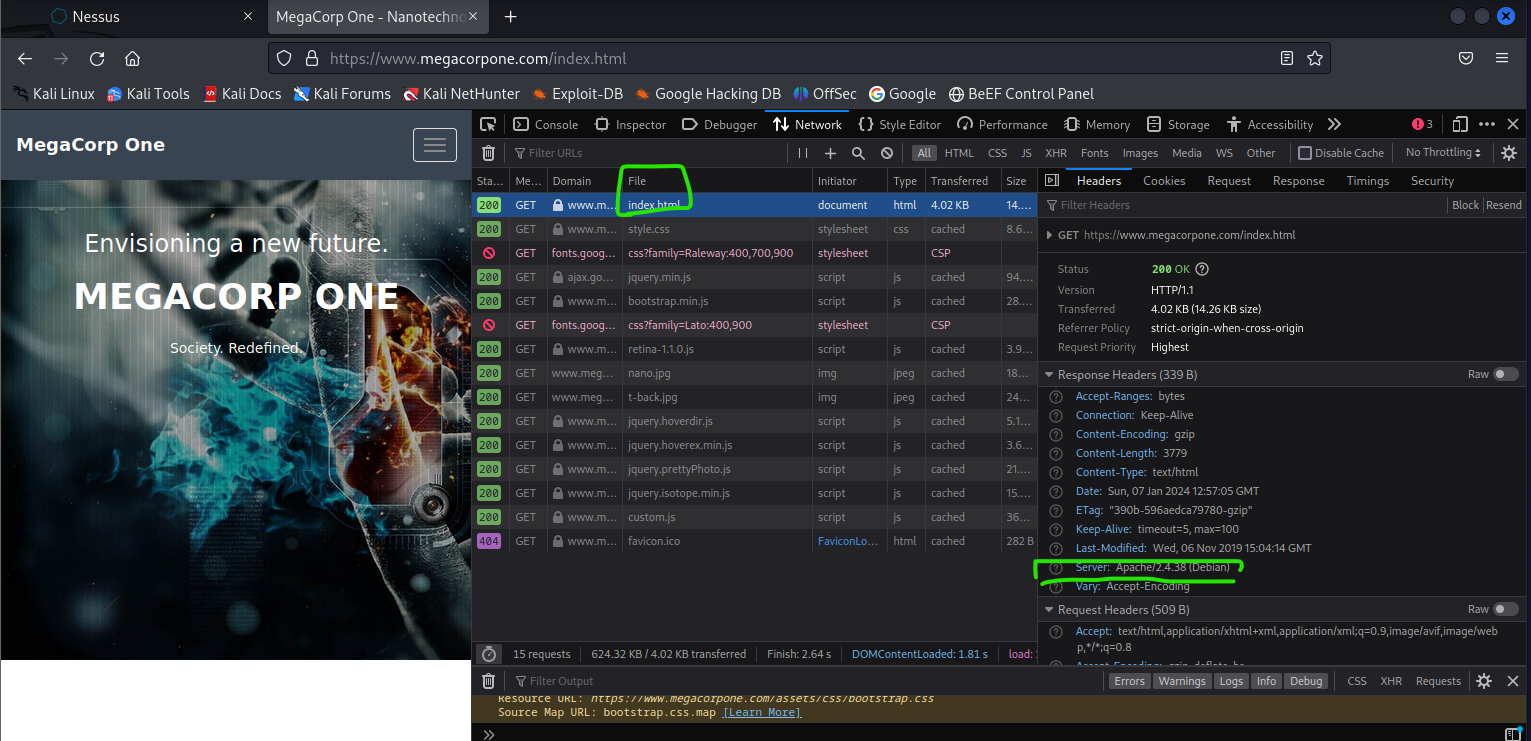 Nessus
MegaCorp One - Nanotechno
https://www.megacorpone.com/index.html
Kali Linux Kali Tools Kali Docs Kali Forums Kali NetHunter Exploit-DB Google Hacking DB OffSec Google BeEF Control Panel
MegaCorp One
Envisioning a new future.
MEGACORP ONE
Society. Redefined.
Console Inspector Debugger Network Style Editor Performance Memory Storage Accessibility 3
Filter URLs All HTML CSS JS XHR Fonts Images Media WS Other Disable Cache No Throttling
Sta... Me... Domain File Initiator Type Transferred Size
200 GET www.m... index.html document html 4.02 KB 14....
200 GET www.m... style.css stylesheet css cached 8.6...
GET fonts.goog... css?family=Raleway:400,700,900 stylesheet CSP
200 GET ajax.go... jquery.min.js script js cached 94....
200 GET www.m... bootstrap.min.js script js cached 28....
GET fonts.goog... css?family=Lato:400,900 stylesheet CSP
200 GET www.m... retina-1.1.0.js script js cached 3.9...
200 GET www.meg... nano.jpg img jpeg cached 18...
200 GET www.meg... t-back.jpg img jpeg cached 24...
200 GET www.m... jquery.hoverdir.js script js cached 5.1...
200 GET www.m... jquery.hoverex.min.js script js cached 3.6...
200 GET www.m... jquery.prettyPhoto.js script js cached 21....
200 GET www.m... jquery.isotope.min.js script js cached 15....
200 GET www.m... custom.js script js cached 36...
404 GET www.m... favicon.ico FaviconLo... html cached 282 B
15 requests 624.32 KB / 4.02 KB transferred Finish: 2.64 s DOMContentLoaded: 1.81 s load:
Headers Cookies Request Response Timings Security
Filter Headers Block Resend
GET https://www.megacorpone.com/index.html
Status 200 OK
Version HTTP/1.1
Transferred 4.02 KB (14.26 KB size)
Referrer Policy strict-origin-when-cross-origin
Request Priority Highest
Response Headers (339 B) Raw
Accept-Ranges: bytes
Connection: Keep-Alive
Content-Encoding: gzip
Content-Length: 3779
Content-Type: text/html
Date: Sun, 07 Jan 2024 12:57:05 GMT
ETag: "390b-596aedca79780-gzip"
Keep-Alive: timeout=5, max=100
Last-Modified: Wed, 06 Nov 2019 15:04:14 GMT
Server: Apache/2.4.38 (Debian)
Vary: Accept-Encoding
Request Headers (509 B) Raw
Accept: text/html,application/xhtml+xml,application/xml;q=0.9,image/avif,image/web
p,*/*;q=0.8
Filter Output Errors Warnings Logs Info Debug CSS XHR Requests
Resource URL: https://www.megacorpone.com/assets/css/bootstrap.css
Source Map URL: bootstrap.css.map [Learn More]